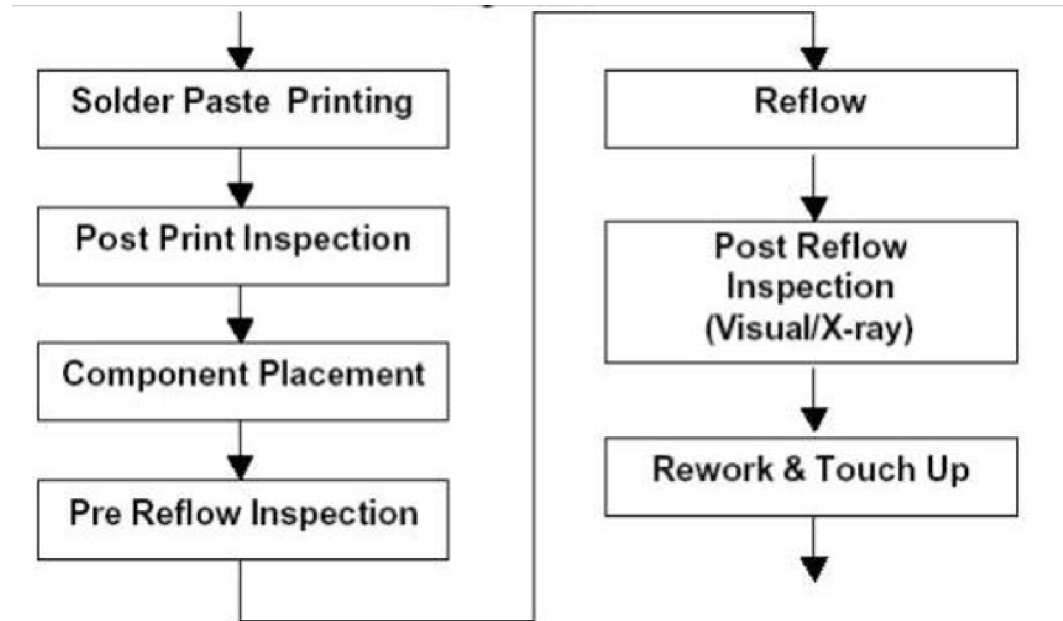 Solder Paste Printing
Post Print Inspection
Component Placement
Pre Reflow Inspection
Reflow
Post Reflow
Inspection
(Visual/X-ray)
Rework & Touch Up